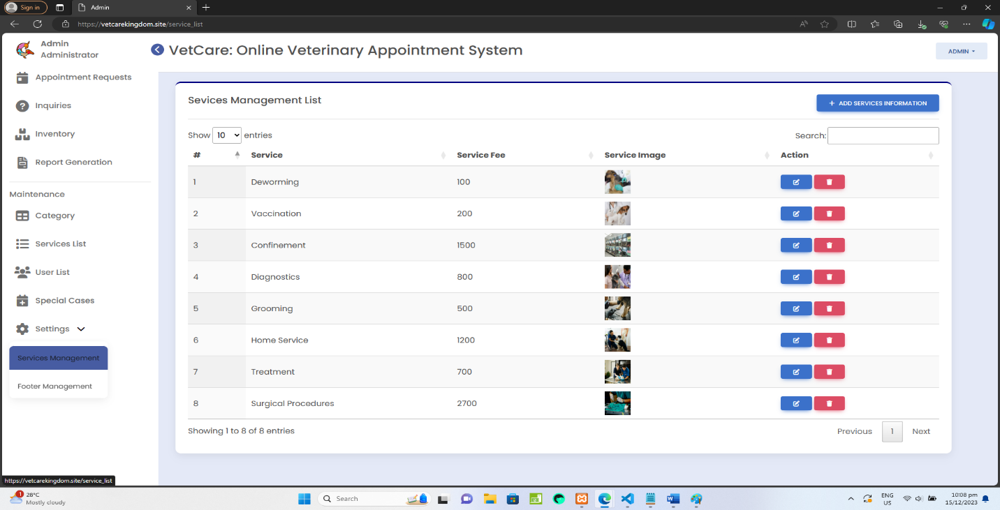 Sign in
Admin
https://vetcarekingdom.site/service_list
Admin
Administrator
VetCare: Online Veterinary Appointment System
ADMIN
Appointment Requests
Inquiries
Inventory
Report Generation
Maintenance
Category
Services List
User List
Special Cases
Settings
Services Management
Footer Management
Sevices Management List
+ ADD SERVICES INFORMATION
Show 10 entries
Search:
# Service Service Fee Service Image Action
1 Deworming 100
2 Vaccination 200
3 Confinement 1500
4 Diagnostics 800
5 Grooming 500
6 Home Service 1200
7 Treatment 700
8 Surgical Procedures 2700
Showing 1 to 8 of 8 entries
Previous 1 Next
https://vetcarekingdom.site/service_list
1
28°C
Mostly cloudy
Search
ENG
US
10:08 pm
15/12/2023